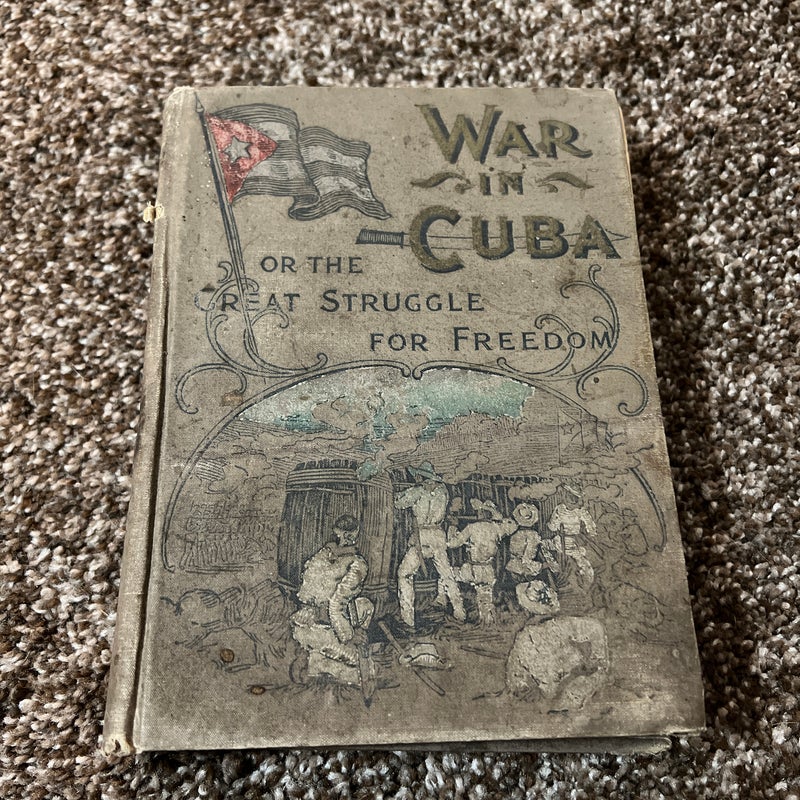 WAR
IN
CUBA
OR THE
GREAT STRUGGLE
FOR FREEDOM